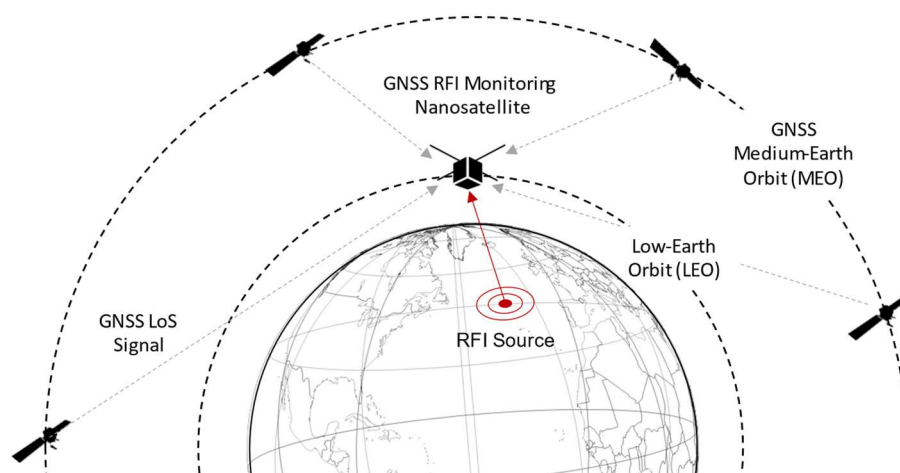 GNSS RFI Monitoring
Nanosatellite
GNSS
Medium-Earth
Orbit (MEO)
Low-Earth
Orbit (LEO)
GNSS LoS
Signal
RFI Source